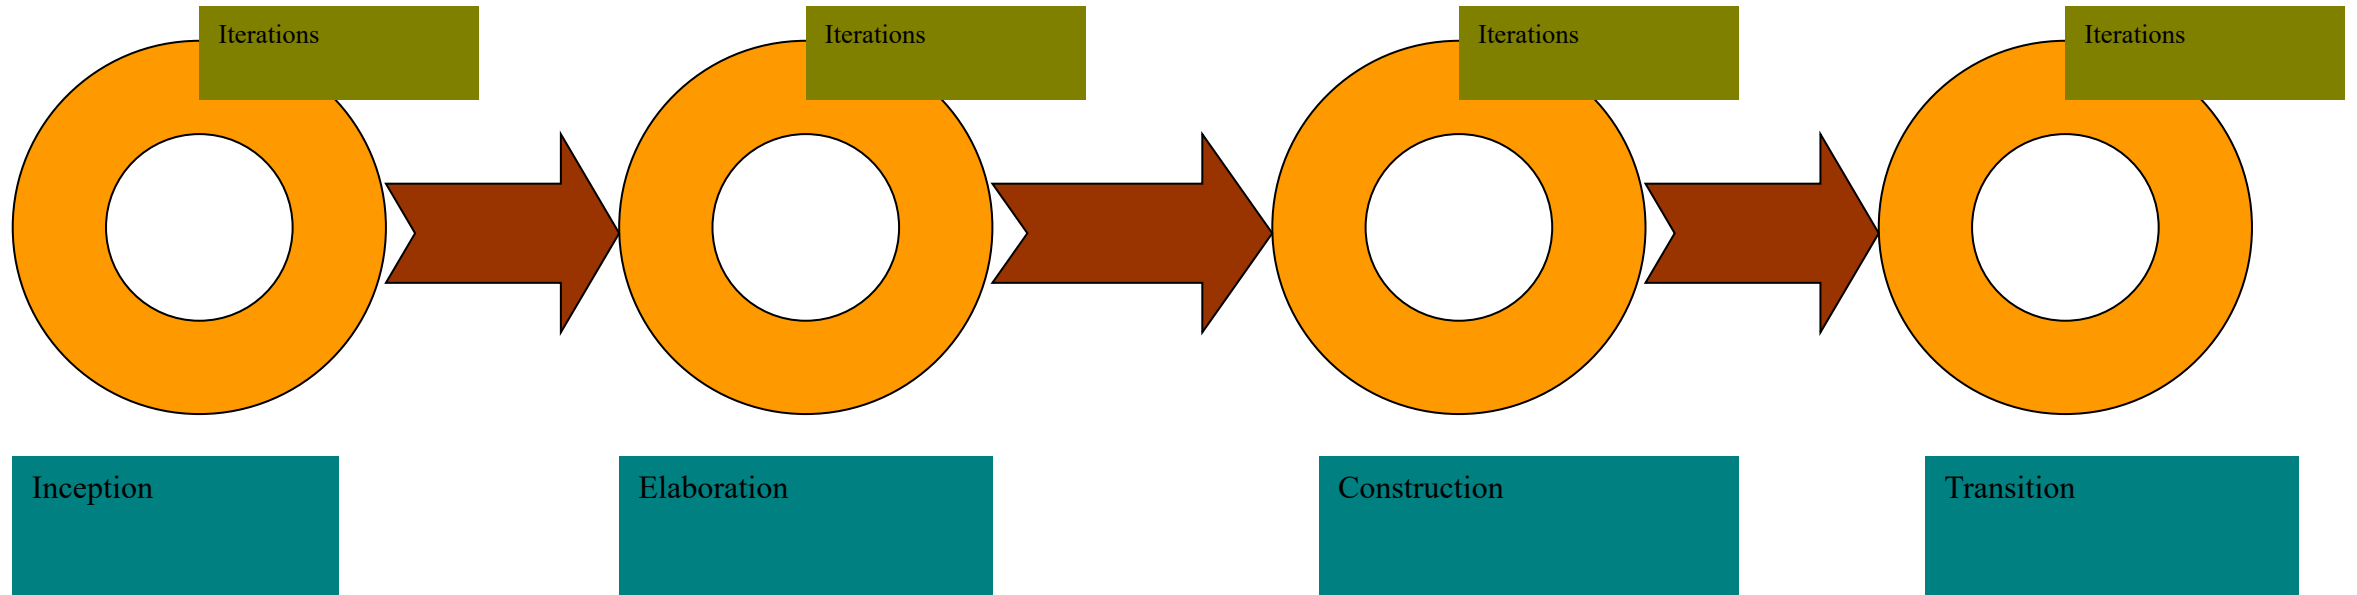 Iterations
Iterations
Iterations
Iterations
Inception
Elaboration
Construction
Transition